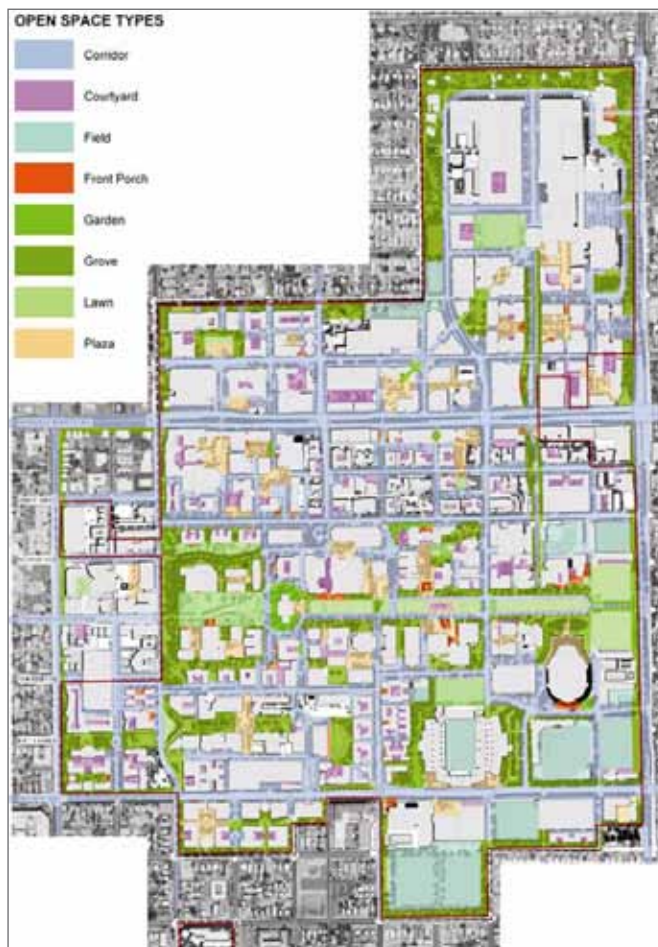 OPEN SPACE TYPES
Corridor
Courtyard
Field
Front Porch
Garden
Grove
Lawn
Plaza